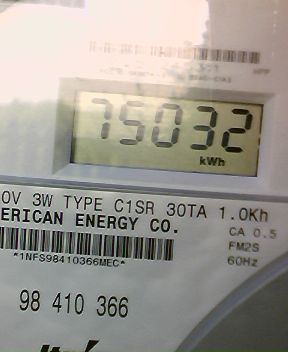 75032
kWh
0V 3W TYPE C1SR 30TA 1.0Kh
ERICAN ENERGY CO.
CA 0.5
FM2S
60Hz
*1NFS98410366MEC*
98 410 366